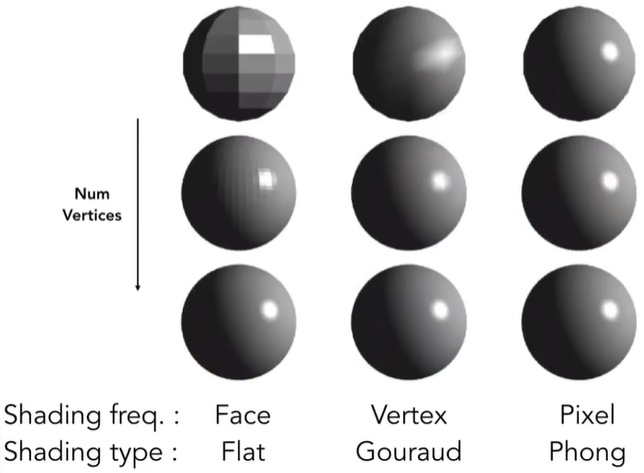 Num
Vertices
Shading freq. : Face Vertex Pixel
Shading type : Flat Gouraud Phong